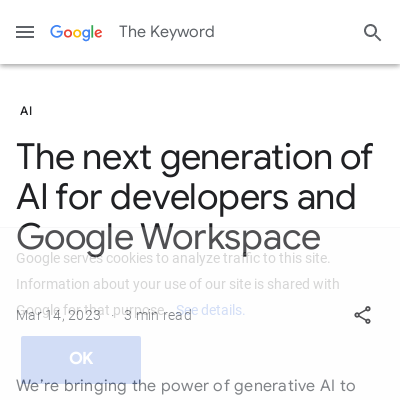 Google The Keyword
AI
The next generation of
AI for developers and
Google Workspace
Google serves cookies to analyze traffic to this site.
Information about your use of our site is shared with
Google for that purpose. See details.
Mar 14, 2023 · 3 min read
OK
We're bringing the power of generative AI to